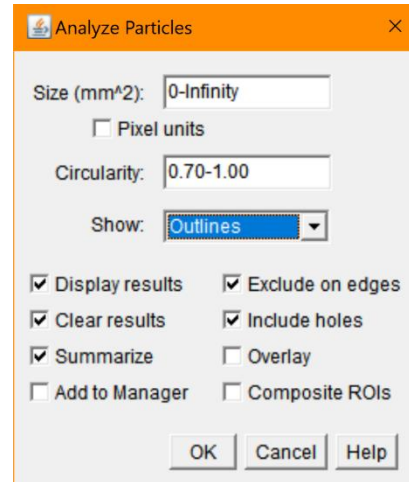 Analyze Particles
Size (mm^2): 0-Infinity
Pixel units
Circularity: 0.70-1.00
Show: Outlines
Display results Exclude on edges
Clear results Include holes
Summarize Overlay
Add to Manager Composite ROIs
OK Cancel Help